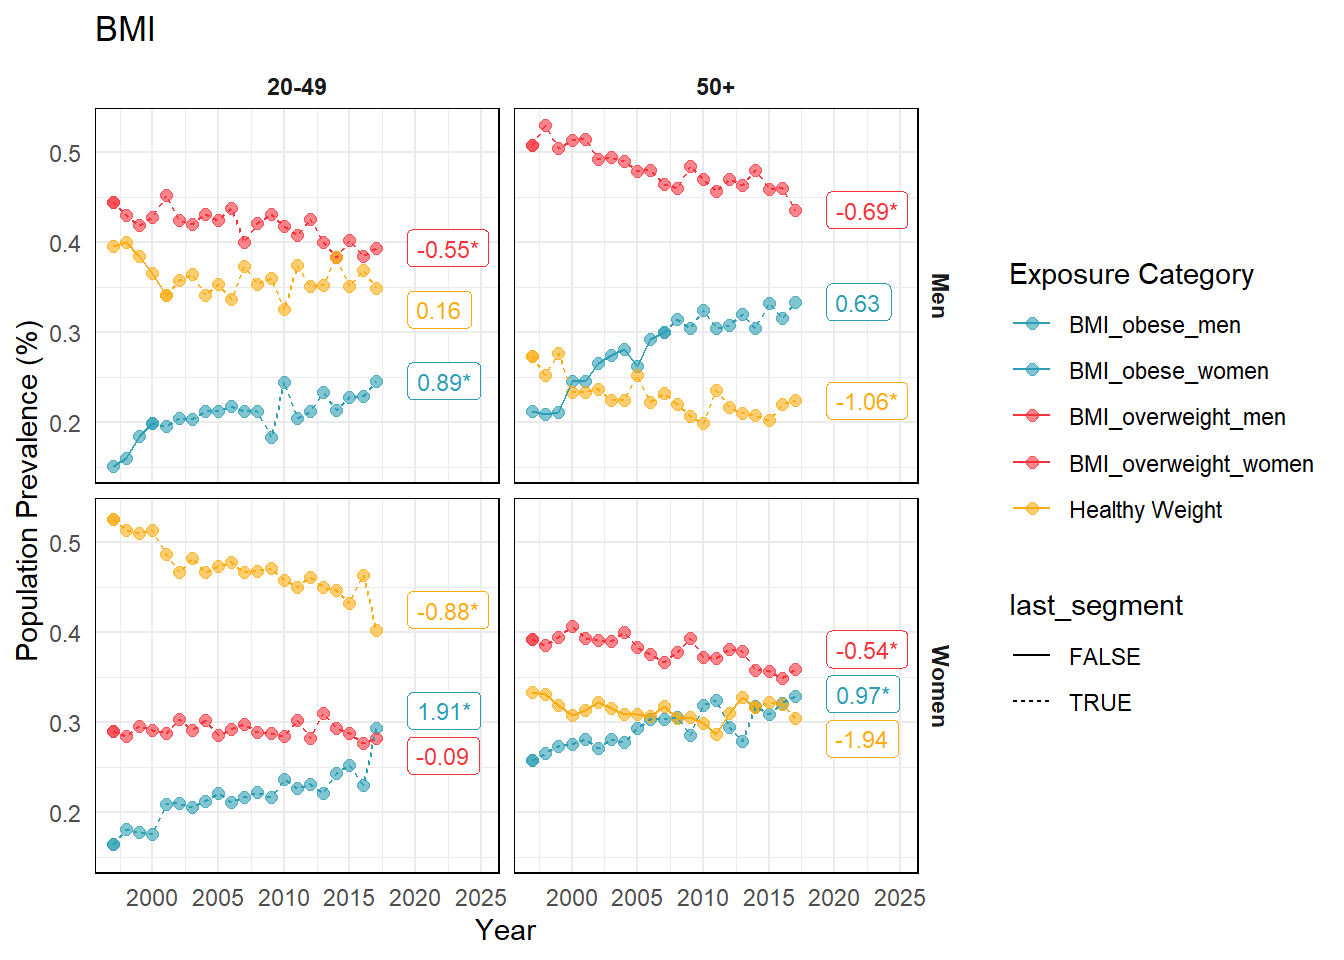 BMI
20-49
50+
0.5
0.4
0.3
0.2
-0.55*
0.16
0.89*
-0.69*
0.63
-1.06*
Men
0.5
0.4
0.3
0.2
-0.88*
1.91*
-0.09
-0.54*
0.97*
-1.94
Women
Population Prevalence (%)
2000 2005 2010 2015 2020 2025
2000 2005 2010 2015 2020 2025
Year
Exposure Category
BMI_obese_men
BMI_obese_women
BMI_overweight_men
BMI_overweight_women
Healthy Weight
last_segment
FALSE
TRUE